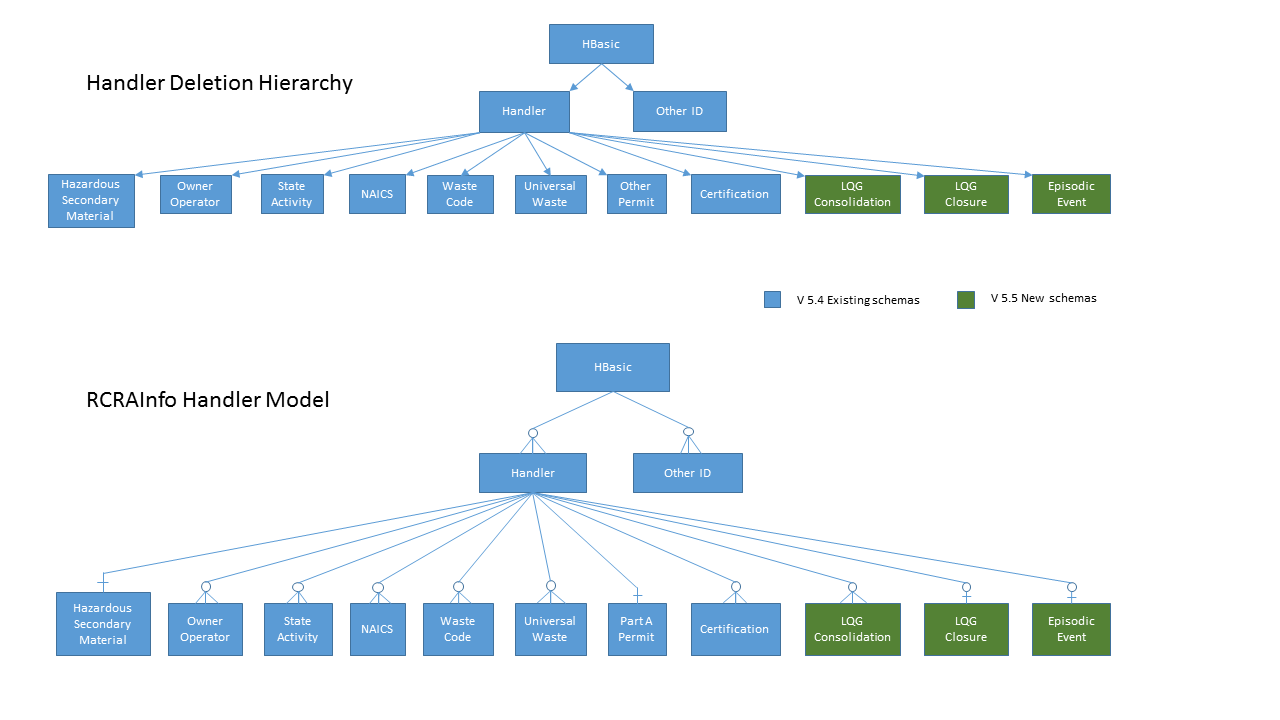 HBasic
Handler Deletion Hierarchy
Handler
Other ID
Hazardous
Secondary
Material
Owner
Operator
State
Activity
NAICS
Waste
Code
Universal
Waste
Other
Permit
Certification
LQG
Consolidation
LQG
Closure
Episodic
Event
V 5.4 Existing schemas
V 5.5 New schemas
HBasic
RCRAInfo Handler Model
Handler
Other ID
Hazardous
Secondary
Material
Owner
Operator
State
Activity
NAICS
Waste
Code
Universal
Waste
Part A
Permit
Certification
LQG
Consolidation
LQG
Closure
Episodic
Event